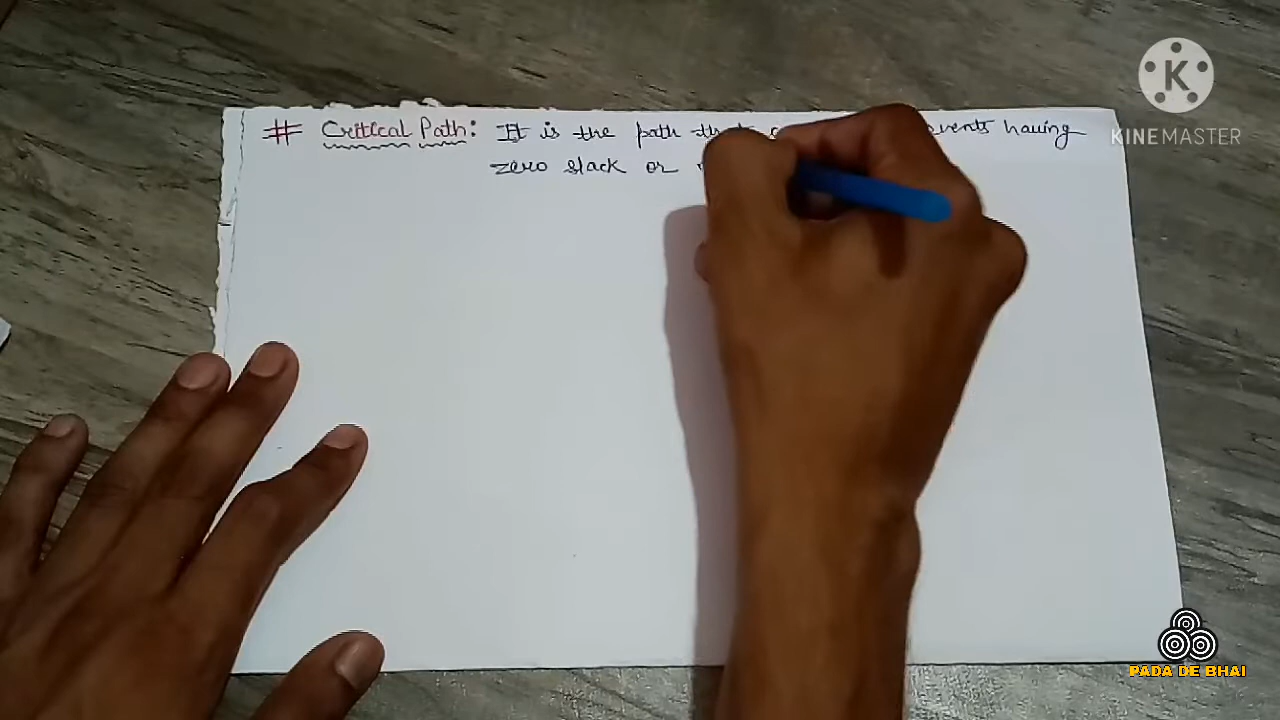 # Critical Path: It is the path events having
zero slack or
K
KINEMASTER
PADA DE BHAI